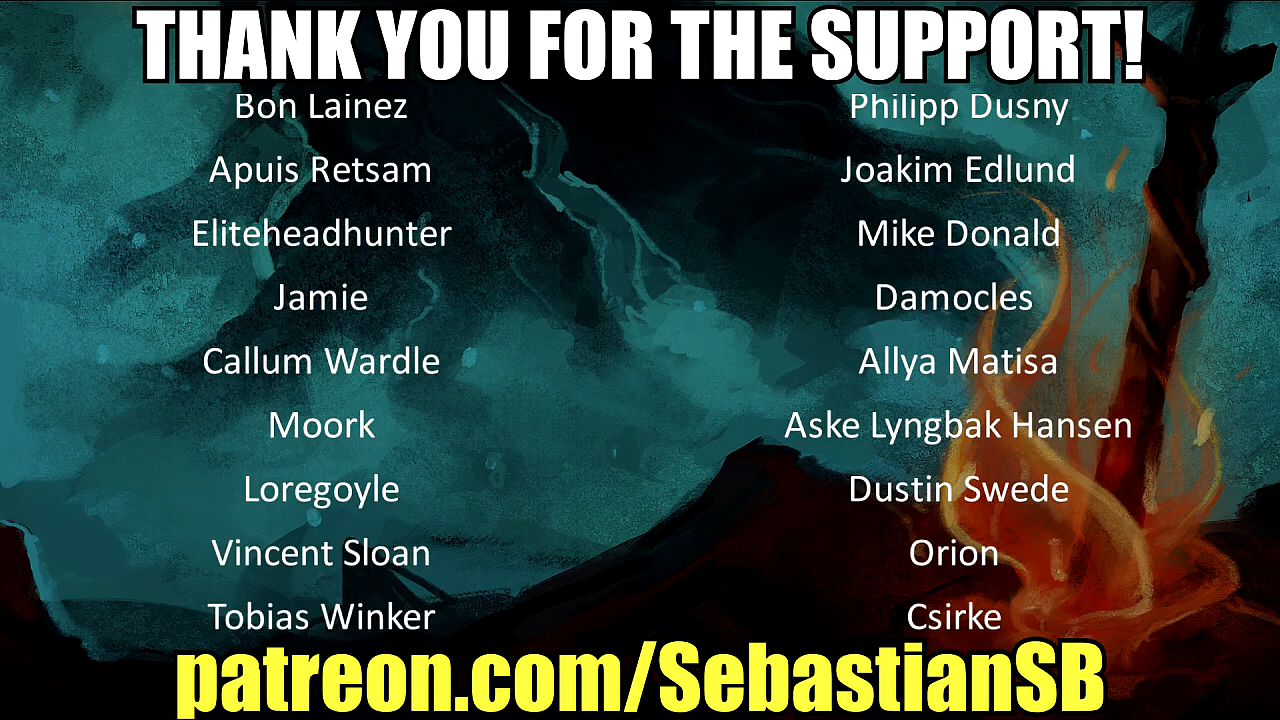 THANK YOU FOR THE SUPPORT!
Bon Lainez
Philipp Dusny
Apuis Retsam
Joakim Edlund
Eliteheadhunter
Mike Donald
Jamie
Damocles
Callum Wardle
Allya Matisa
Moork
Aske Lyngbak Hansen
Loregoyle
Dustin Swede
Vincent Sloan
Orion
Tobias Winker
Csirke
patreon.com/SebastianSB